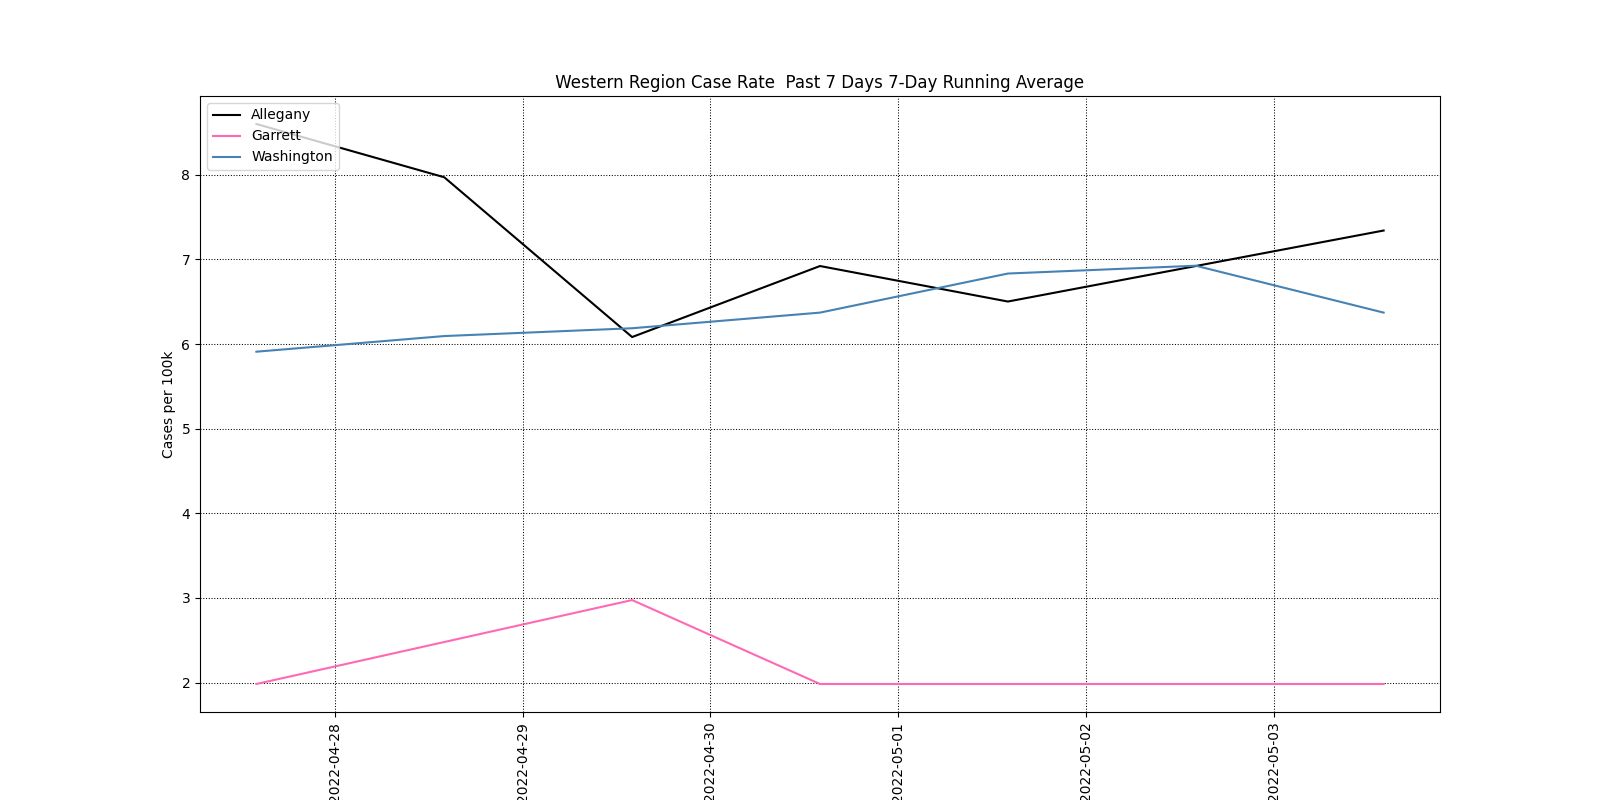 Western Region Case Rate  Past 7 Days 7-Day Running Average
Allegany
Garrett
Washington
8
7
6
5
4
3
2
Cases per 100k
2022-04-28
2022-04-29
2022-04-30
2022-05-01
2022-05-02
2022-05-03